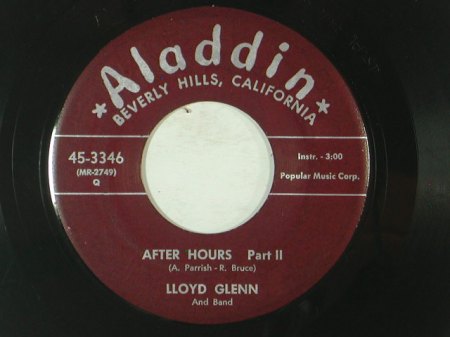 *Aladdin*
BEVERLY HILLS, CALIFORNIA
45-3346
(MR-2749)
Q
Instr. - 3:00
Popular Music Corp.
AFTER HOURS Part II
(A. Parrish - R. Bruce)
LLOYD GLENN
And Band